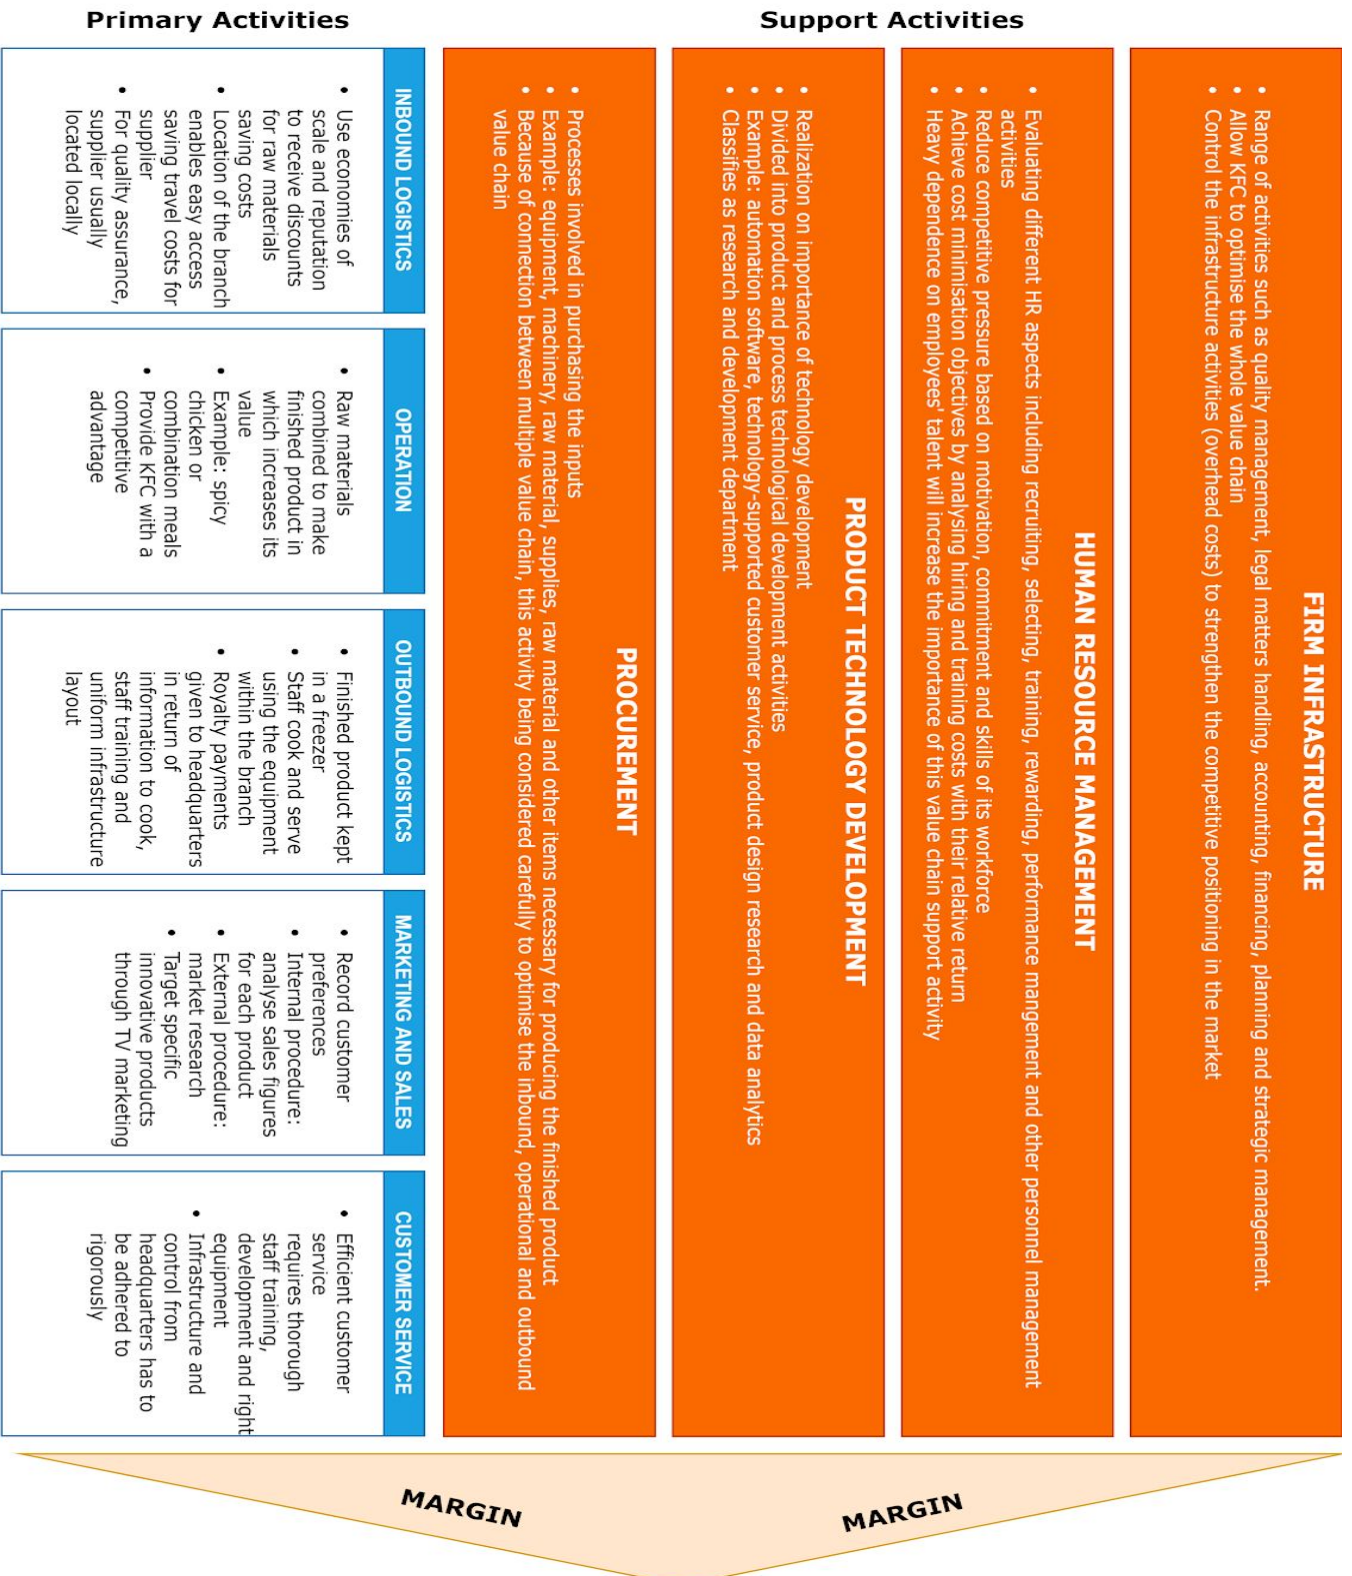 Primary Activities
Support Activities
FIRM INFRASTRUCTURE
• Range of activities such as quality management, legal matters handling, accounting, financing, planning and strategic management.
• Allow KFC to optimise the whole value chain
• Control the infrastructure activities (overhead costs) to strengthen the competitive positioning in the market
HUMAN RESOURCE MANAGEMENT
• Evaluating different HR aspects including recruiting, selecting, training, rewarding, performance mangement and other personnel management
activities
• Reduce competitive pressure based on motivation, commitment and skills of its workforce
• Achieve cost minimisation objectives by analysing hiring and training costs with their relative return
• Heavy dependence on employees' talent will increase the importance of this value chain support activity
PRODUCT TECHNOLOGY DEVELOPMENT
• Realization on importance of technology development
• Divided into product and process technological development activities
• Example: automation software, technology-supported customer service, product design research and data analytics
• Classifies as research and development department
PROCUREMENT
• Processes involved in purchasing the inputs
• Example: equipment, machinery, raw material, supplies, raw material and other items necessary for producing the finished product
• Because of connection between multiple value chain, this activity being considered carefully to optimise the inbound, operational and outbound
value chain
INBOUND LOGISTICS
• Use economies of
scale and reputation
to receive discounts
for raw materials
saving costs
• Location of the branch
enables easy access
saving travel costs for
supplier
• For quality assurance,
supplier usually
located locally
OPERATION
• Raw materials
combined to make
finished product in
which increases its
value
• Example: spicy
chicken or
combination meals
• Provide KFC with a
competitive
advantage
OUTBOUND LOGISTICS
• Finished product kept
in a freezer
• Staff cook and serve
using the equipment
within the branch
• Royalty payments
given to headquarters
in return of
information to cook,
staff training and
uniform infrastructure
layout
MARKETING AND SALES
• Record customer
preferences
• Internal procedure:
analyse sales figures
for each product
• External procedure:
market research
• Target specific
innovative products
through TV marketing
CUSTOMER SERVICE
• Efficient customer
service
requires thorough
staff training,
development and right
equipment
• Infrastructure and
control from
headquarters has to
be adhered to
rigorously
MARGIN
MARGIN